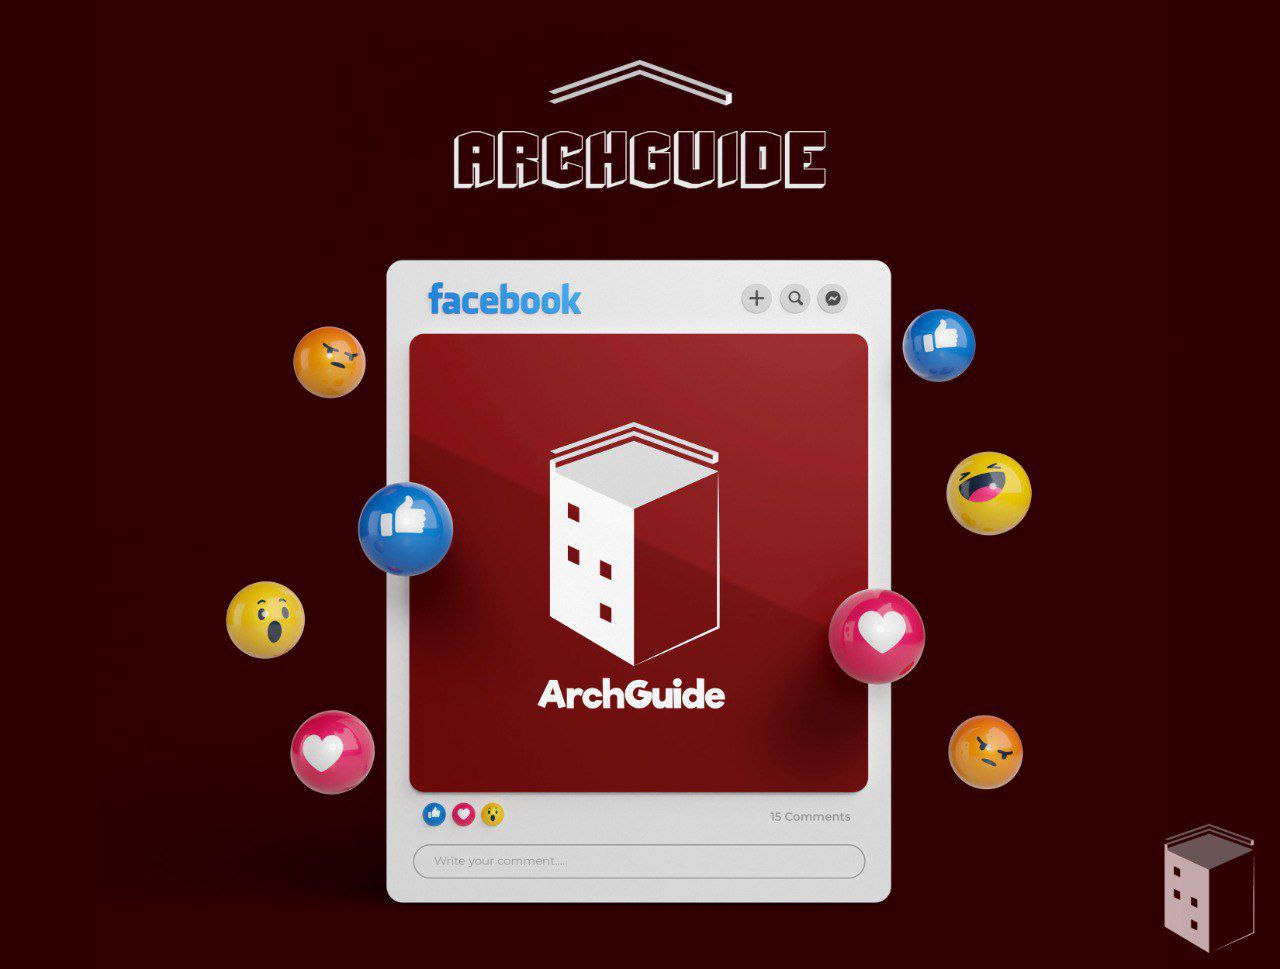 ARCHGUIDE
facebook
ArchGuide
15 Comments
Write your comment.....